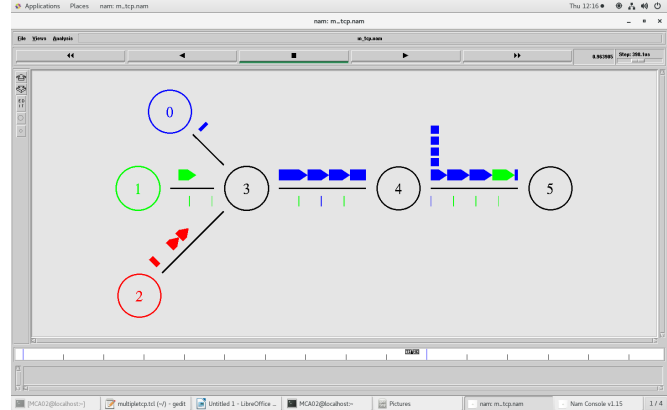 Applications Places nam: m_tcp.nam Thu 12:16
nam: m_tcp.nam
File Views Analysis m_tcp.nam
0.963905 Step: 398.1us
EDIT
0
1
3
4
5
2
[MCA02@localhost:~] multipletcp.tcl (~/) - gedit Untitled 1 - LibreOffice ... MCA02@localhost:~ Pictures nam: m_tcp.nam Nam Console v1.15 1 / 4